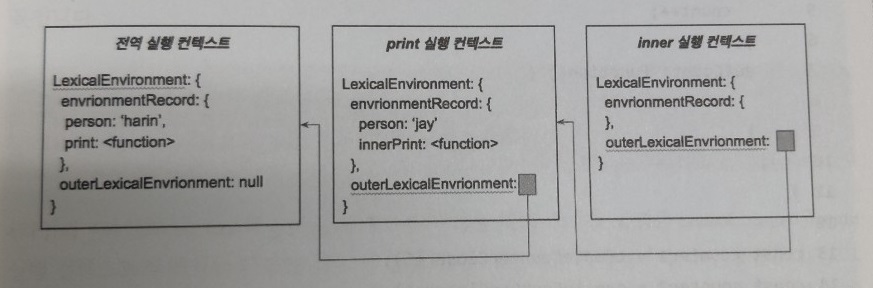 전역 실행 컨텍스트
LexicalEnvironment: {
envrionmentRecord: {
person: 'harin',
print: <function>
},
outerLexicalEnvrionment: null
}
print 실행 컨텍스트
LexicalEnvironment: {
envrionmentRecord: {
person: 'jay'
innerPrint: <function>
},
outerLexicalEnvrionment:
}
inner 실행 컨텍스트
LexicalEnvironment: {
envrionmentRecord: {
},
outerLexicalEnvrionment:
}